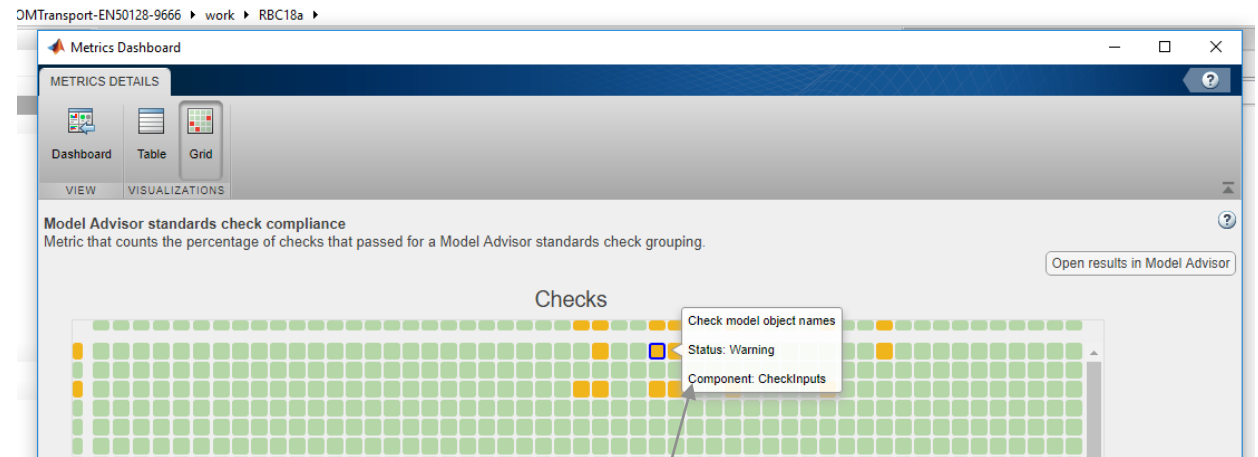 OMTransport-EN50128-9666 ▸ work ▸ RBC18a ▸
Metrics Dashboard
METRICS DETAILS
?
Dashboard Table Grid
VIEW VISUALIZATIONS
Model Advisor standards check compliance
?
Metric that counts the percentage of checks that passed for a Model Advisor standards check grouping.
Open results in Model Advisor
Checks
Check model object names
Status: Warning
Component: CheckInputs